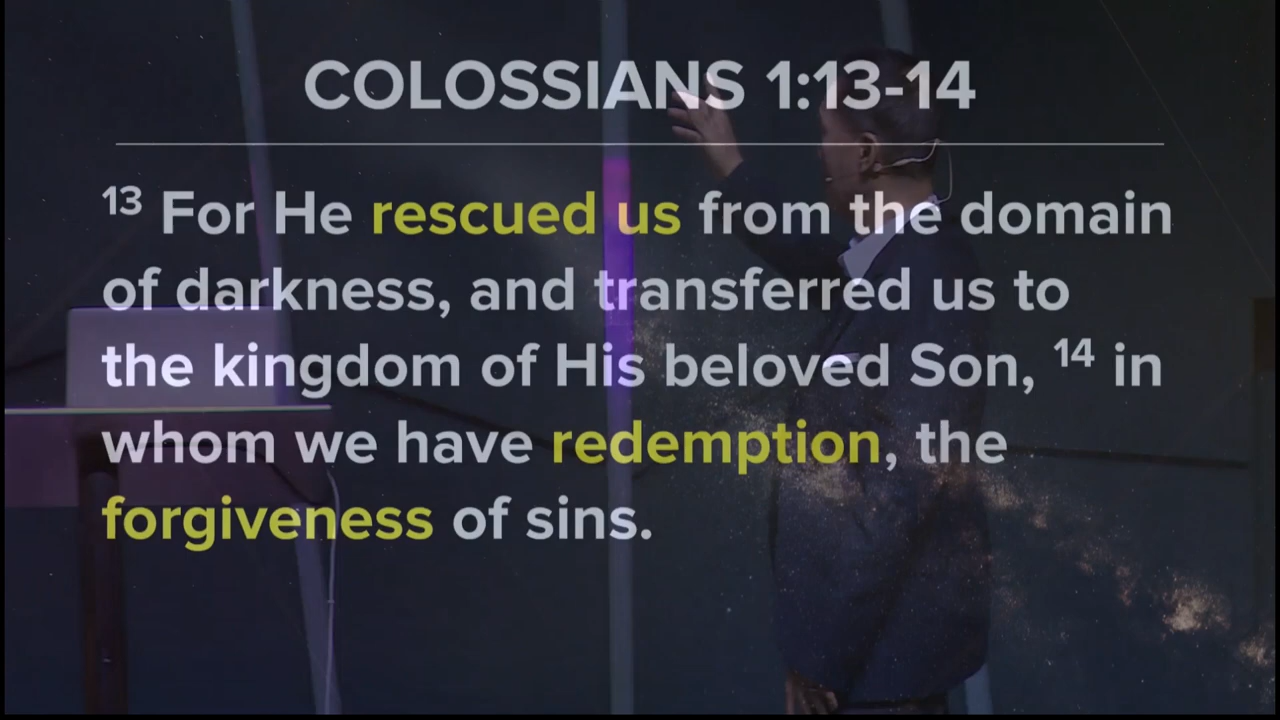 COLOSSIANS 1:13-14
13 For He rescued us from the domain
of darkness, and transferred us to
the kingdom of His beloved Son, 14 in
whom we have redemption, the
forgiveness of sins.